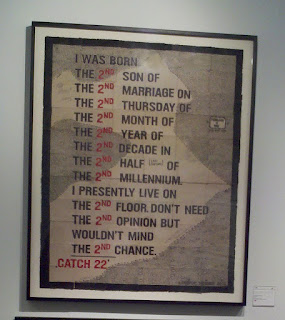 I WAS BORN
THE 2ND SON OF
THE 2ND MARRIAGE ON
THE 2ND THURSDAY OF
THE 2ND MONTH OF
THE 2ND YEAR OF
THE 2ND DECADE IN
THE 2ND HALF OF
THE 2ND MILLENNIUM.
I PRESENTLY LIVE ON
THE 2ND FLOOR. DON'T NEED
THE 2ND OPINION BUT
WOULDN'T MIND
THE 2ND CHANCE.
CATCH 22'